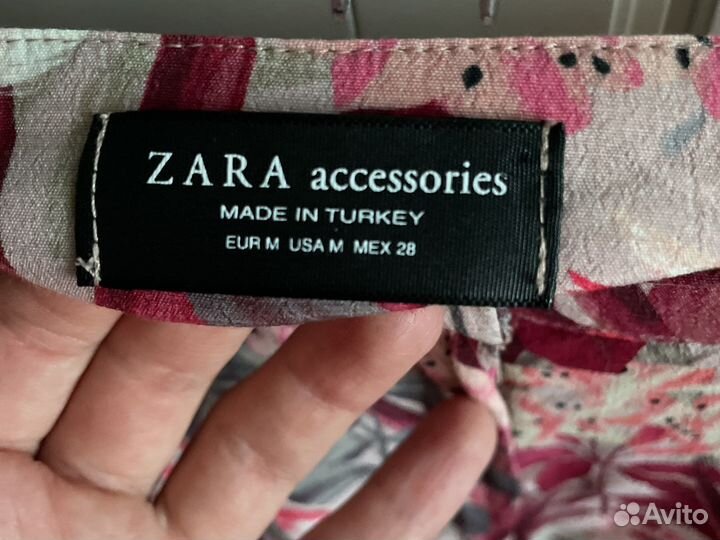 ZARA accessories
MADE IN TURKEY
EUR M USA M MEX 28
Avito